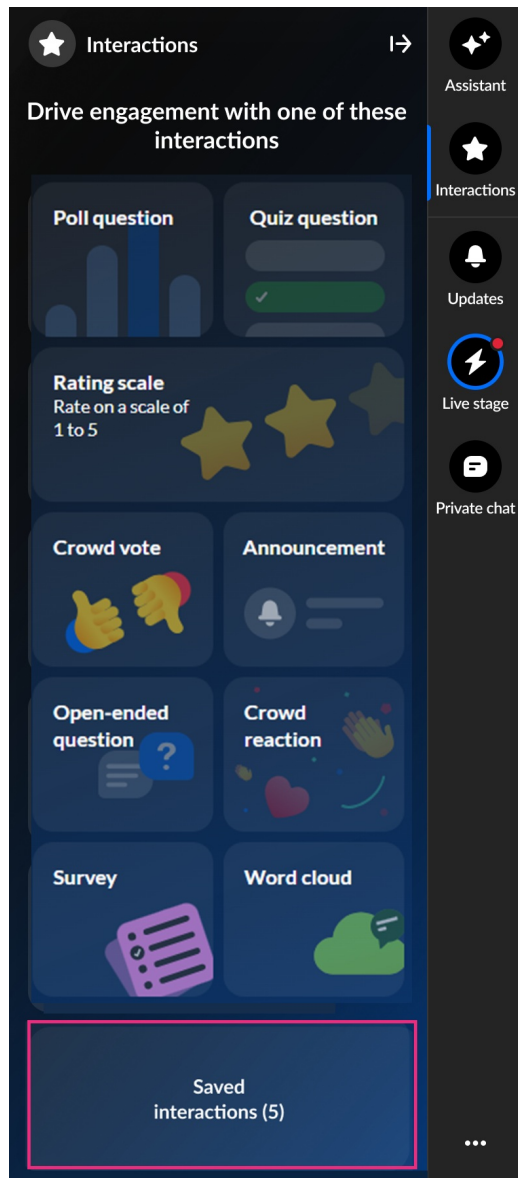 Interactions
Drive engagement with one of these
interactions
Poll question
Quiz question
Rating scale
Rate on a scale of
1 to 5
Crowd vote
Announcement
Open-ended
question
?
Crowd
reaction
Survey
Word cloud
Saved
interactions (5)
Assistant
Interactions
Updates
Live stage
Private chat